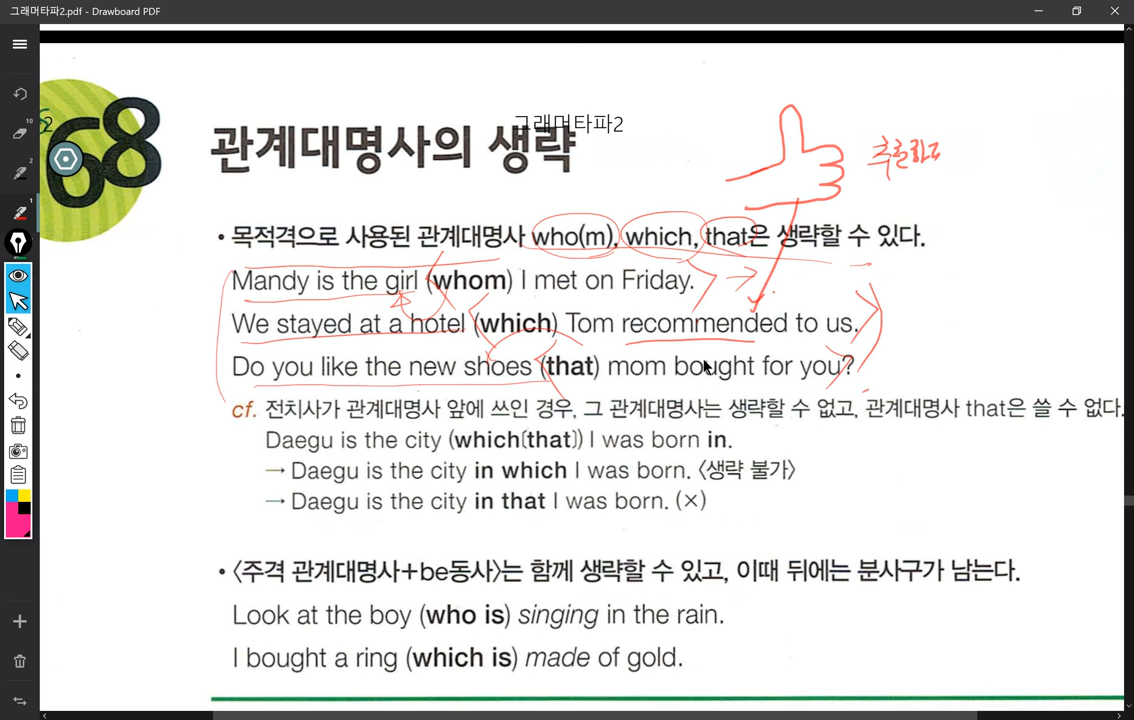 그래머타파2.pdf - Drawboard PDF
68
그래머타파2
관계대명사의 생략
• 목적격으로 사용된 관계대명사 who(m), which, that은 생략할 수 있다.
Mandy is the girl (whom) I met on Friday.
We stayed at a hotel (which) Tom recommended to us.
Do you like the new shoes (that) mom bought for you?
cf. 전치사가 관계대명사 앞에 쓰인 경우, 그 관계대명사는 생략할 수 없고, 관계대명사 that은 쓸 수 없다.
Daegu is the city (which[that]) I was born in.
→ Daegu is the city in which I was born. 〈생략 불가〉
→ Daegu is the city in that I was born. (×)
• 〈주격 관계대명사+be동사〉는 함께 생략할 수 있고, 이때 뒤에는 분사구가 남는다.
Look at the boy (who is) singing in the rain.
I bought a ring (which is) made of gold.